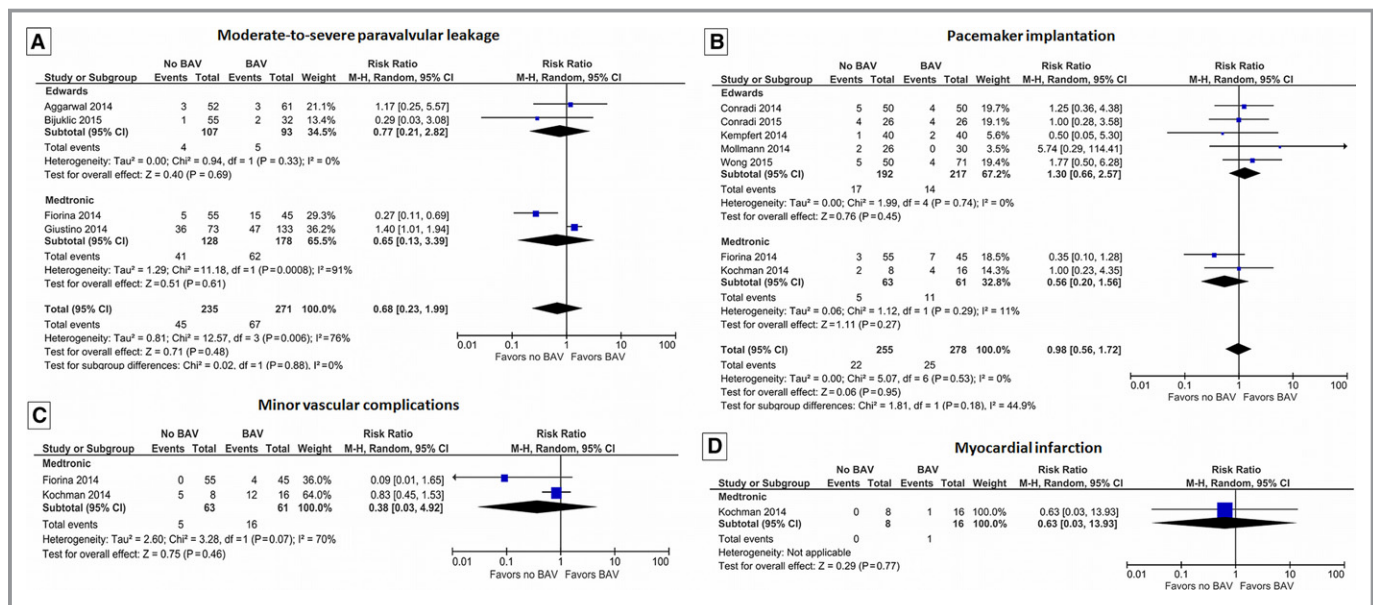 A
Moderate-to-severe paravalvular leakage
No BAV BAV Risk Ratio Risk Ratio
Study or Subgroup Events Total Events Total Weight M-H, Random, 95% CI M-H, Random, 95% CI
Edwards
Aggarwal 2014 3 52 3 61 21.1% 1.17 [0.25, 5.57]
Bijuklic 2015 1 55 2 32 13.4% 0.29 [0.03, 3.08]
Subtotal (95% CI) 107 93 34.5% 0.77 [0.21, 2.82]
Total events 4 5
Heterogeneity: Tau² = 0.00; Chi² = 0.94, df = 1 (P = 0.33); I² = 0%
Test for overall effect: Z = 0.40 (P = 0.69)
Medtronic
Fiorina 2014 5 55 15 45 29.3% 0.27 [0.11, 0.69]
Giustino 2014 36 73 47 133 36.2% 1.40 [1.01, 1.94]
Subtotal (95% CI) 128 178 65.5% 0.65 [0.13, 3.39]
Total events 41 62
Heterogeneity: Tau² = 1.29; Chi² =11.18, df =1 (P=0.0008); I²=91%
Test for overall effect: Z =0.51 (P=0.61)
Total (95% CI) 235 271 100.0% 0.68 [0.23, 1.99]
Total events 45 67
Heterogeneity: Tau² = 0.81; Chi² = 12.57, df = 3 (P=0.006); I²=76%
Test for overall effect: Z = 0.71 (P=0.48)
Test for subgroup differences: Chi² = 0.02, df = 1 (P=0.88), I²=0%
0.01 0.1 1 10 100
Favors no BAV Favors BAV
B
Pacemaker implantation
No BAV BAV Risk Ratio Risk Ratio
Study or Subgroup Events Total Events Total Weight M-H, Random, 95% CI M-H, Random, 95% CI
Edwards
Conradi 2014 5 50 4 50 19.7% 1.25 [0.36, 4.38]
Conradi 2015 4 26 4 26 19.1% 1.00 [0.28, 3.58]
Kempfert 2014 1 40 2 40 5.6% 0.50 [0.05, 5.30]
Mollmann 2014 2 26 0 30 3.5% 5.74 [0.29, 114.41]
Wong 2015 5 50 4 71 19.4% 1.77 [0.50, 6.28]
Subtotal (95% CI) 192 217 67.2% 1.30 [0.66, 2.57]
Total events 17 14
Heterogeneity: Tau² = 0.00; Chi² = 1.99, df = 4 (P = 0.74); I² = 0%
Test for overall effect: Z = 0.76 (P = 0.45)
Medtronic
Fiorina 2014 3 55 7 45 18.5% 0.35 [0.10, 1.28]
Kochman 2014 2 8 4 16 14.3% 1.00 [0.23, 4.35]
Subtotal (95% CI) 63 61 32.8% 0.56 [0.20, 1.56]
Total events 5 11
Heterogeneity: Tau² = 0.06; Chi² = 1.12, df = 1 (P = 0.29); I² = 11%
Test for overall effect: Z =1.11 (P = 0.27)
Total (95% CI) 255 278 100.0% 0.98 [0.56, 1.72]
Total events 22 25
Heterogeneity: Tau² = 0.00; Chi² = 5.07, df = 6 (P = 0.53); I² = 0%
Test for overall effect: Z = 0.06 (P = 0.95)
Test for subgroup differences: Chi² = 1.81, df = 1 (P = 0.18), I² = 44.9%
0.01 0.1 1 10 100
Favors no BAV Favors BAV
C
Minor vascular complications
No BAV BAV Risk Ratio Risk Ratio
Study or Subgroup Events Total Events Total Weight M-H, Random, 95% CI M-H, Random, 95% CI
Medtronic
Fiorina 2014 0 55 4 45 36.0% 0.09 [0.01, 1.65]
Kochman 2014 5 8 12 16 64.0% 0.83 [0.45, 1.53]
Subtotal (95% CI) 63 61 100.0% 0.38 [0.03, 4.92]
Total events 5 16
Heterogeneity: Tau² = 2.60; Chi² = 3.28, df =1 (P=0.07); I² = 70%
Test for overall effect: Z = 0.75 (P = 0.46)
0.01 0.1 1 10 100
Favors no BAV Favors BAV
D
Myocardial infarction
No BAV BAV Risk Ratio Risk Ratio
Study or Subgroup Events Total Events Total Weight M-H, Random, 95% CI M-H, Random, 95% CI
Medtronic
Kochman 2014 0 8 1 16 100.0% 0.63 [0.03, 13.93]
Subtotal (95% CI) 8 16 100.0% 0.63 [0.03, 13.93]
Total events 0 1
Heterogeneity: Not applicable
Test for overall effect: Z = 0.29 (P=0.77)
0.01 0.1 1 10 100
Favors no BAV Favors BAV